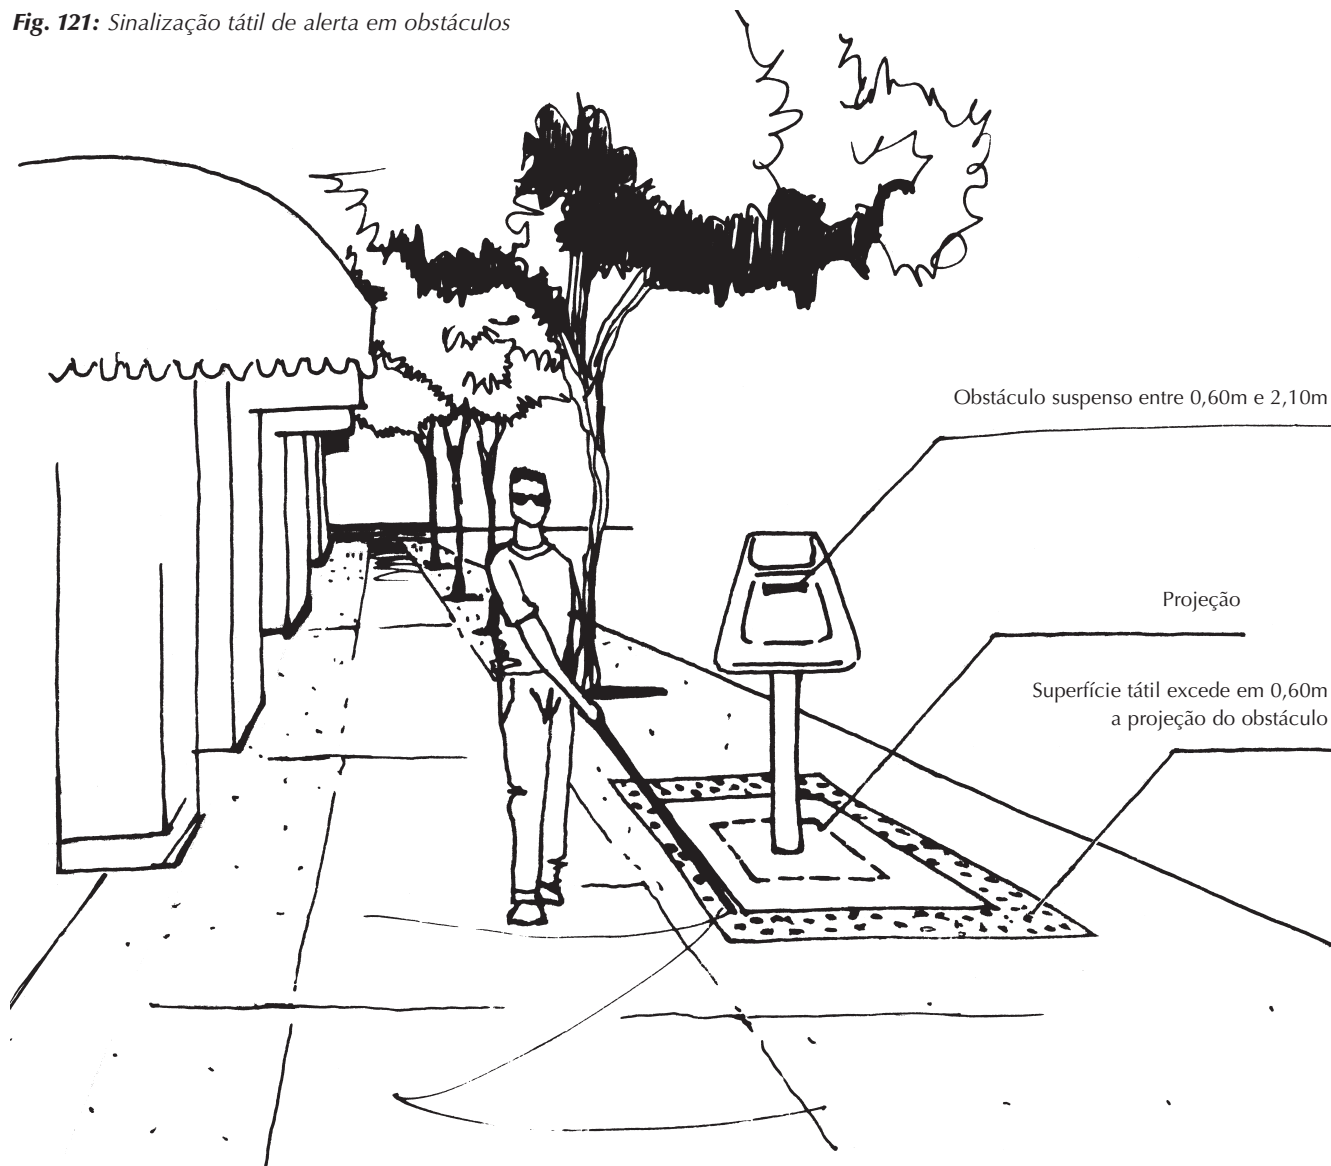 Fig. 121: Sinalização tátil de alerta em obstáculos
Obstáculo suspenso entre 0,60m e 2,10m
Projeção
Superfície tátil excede em 0,60m
a projeção do obstáculo